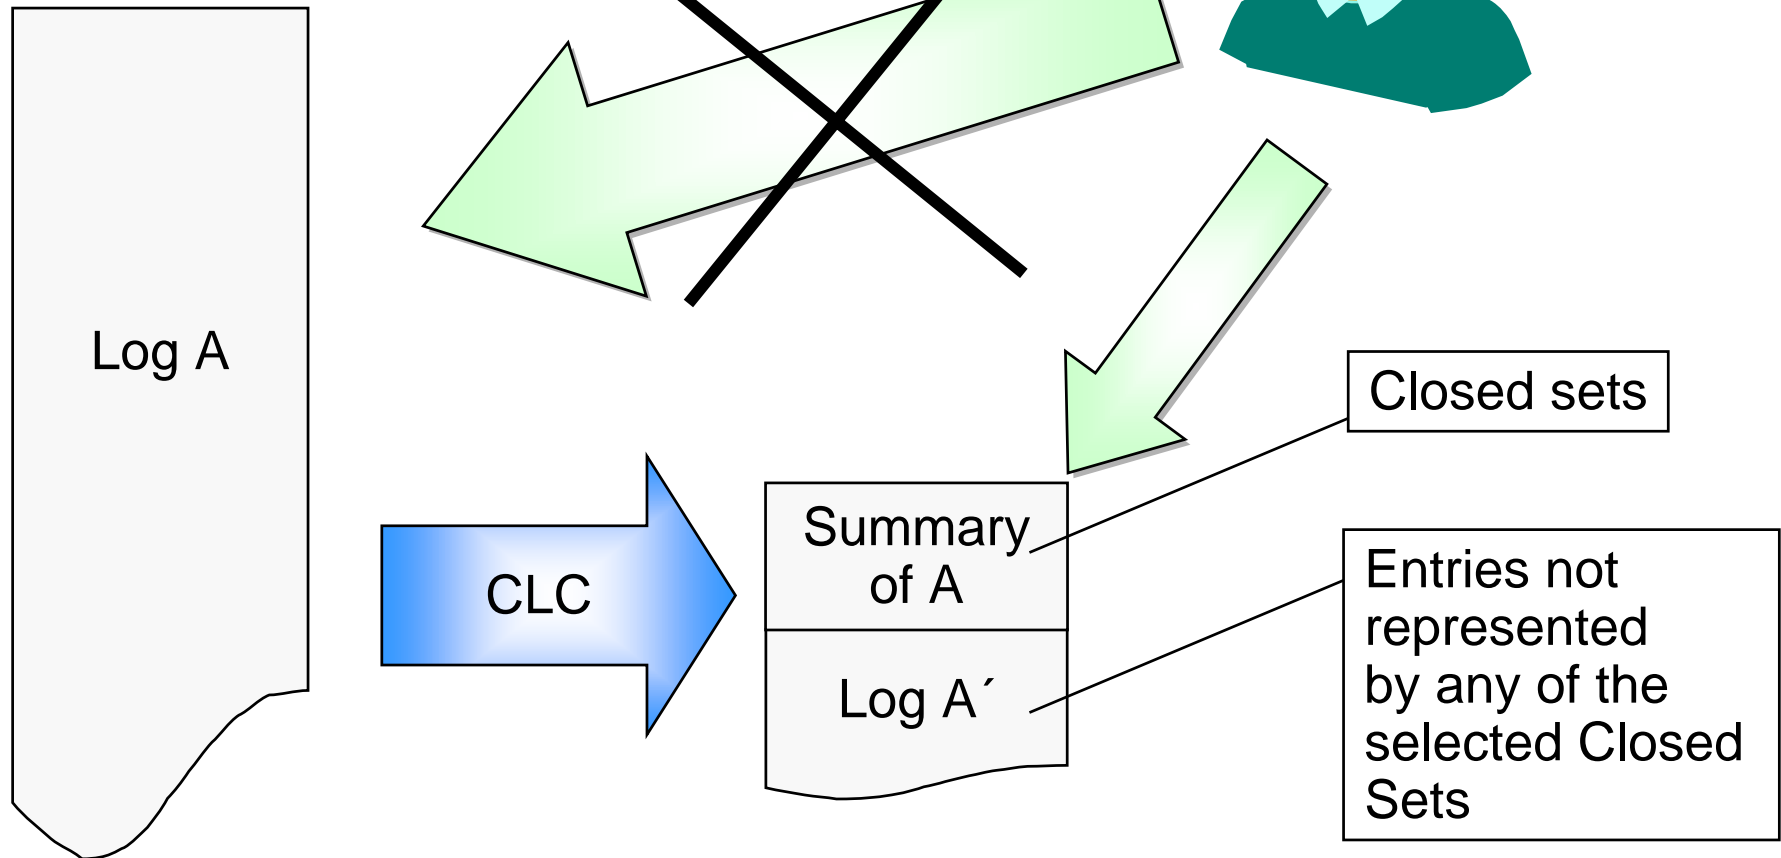 Log A
Closed sets
CLC
Summary
of A
Log A´
Entries not
represented
by any of the
selected Closed
Sets